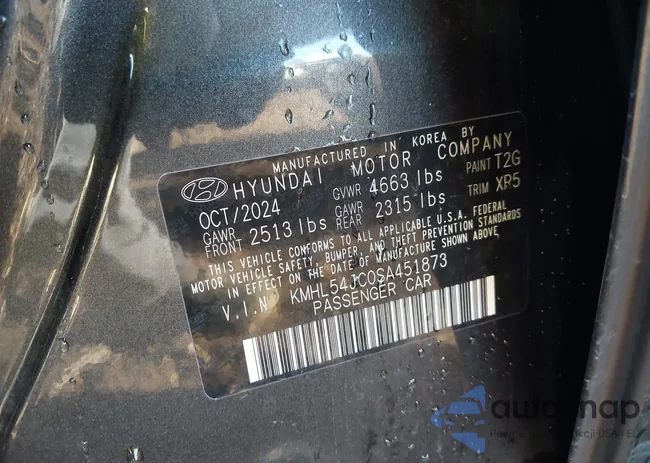 MANUFACTURED IN KOREA BY
HYUNDAI MOTOR COMPANY
OCT/2024 GVWR 4663 lbs PAINT T2G
GAWR FRONT 2513 lbs GAWR REAR 2315 lbs TRIM XR5
THIS VEHICLE CONFORMS TO ALL APPLICABLE U.S.A. FEDERAL
MOTOR VEHICLE SAFETY, BUMPER, AND THEFT PREVENTION STANDARDS
IN EFFECT ON THE DATE OF MANUFACTURE SHOWN ABOVE.
V.I.N KMHL54JC0SA451873
PASSENGER CAR
autosnap